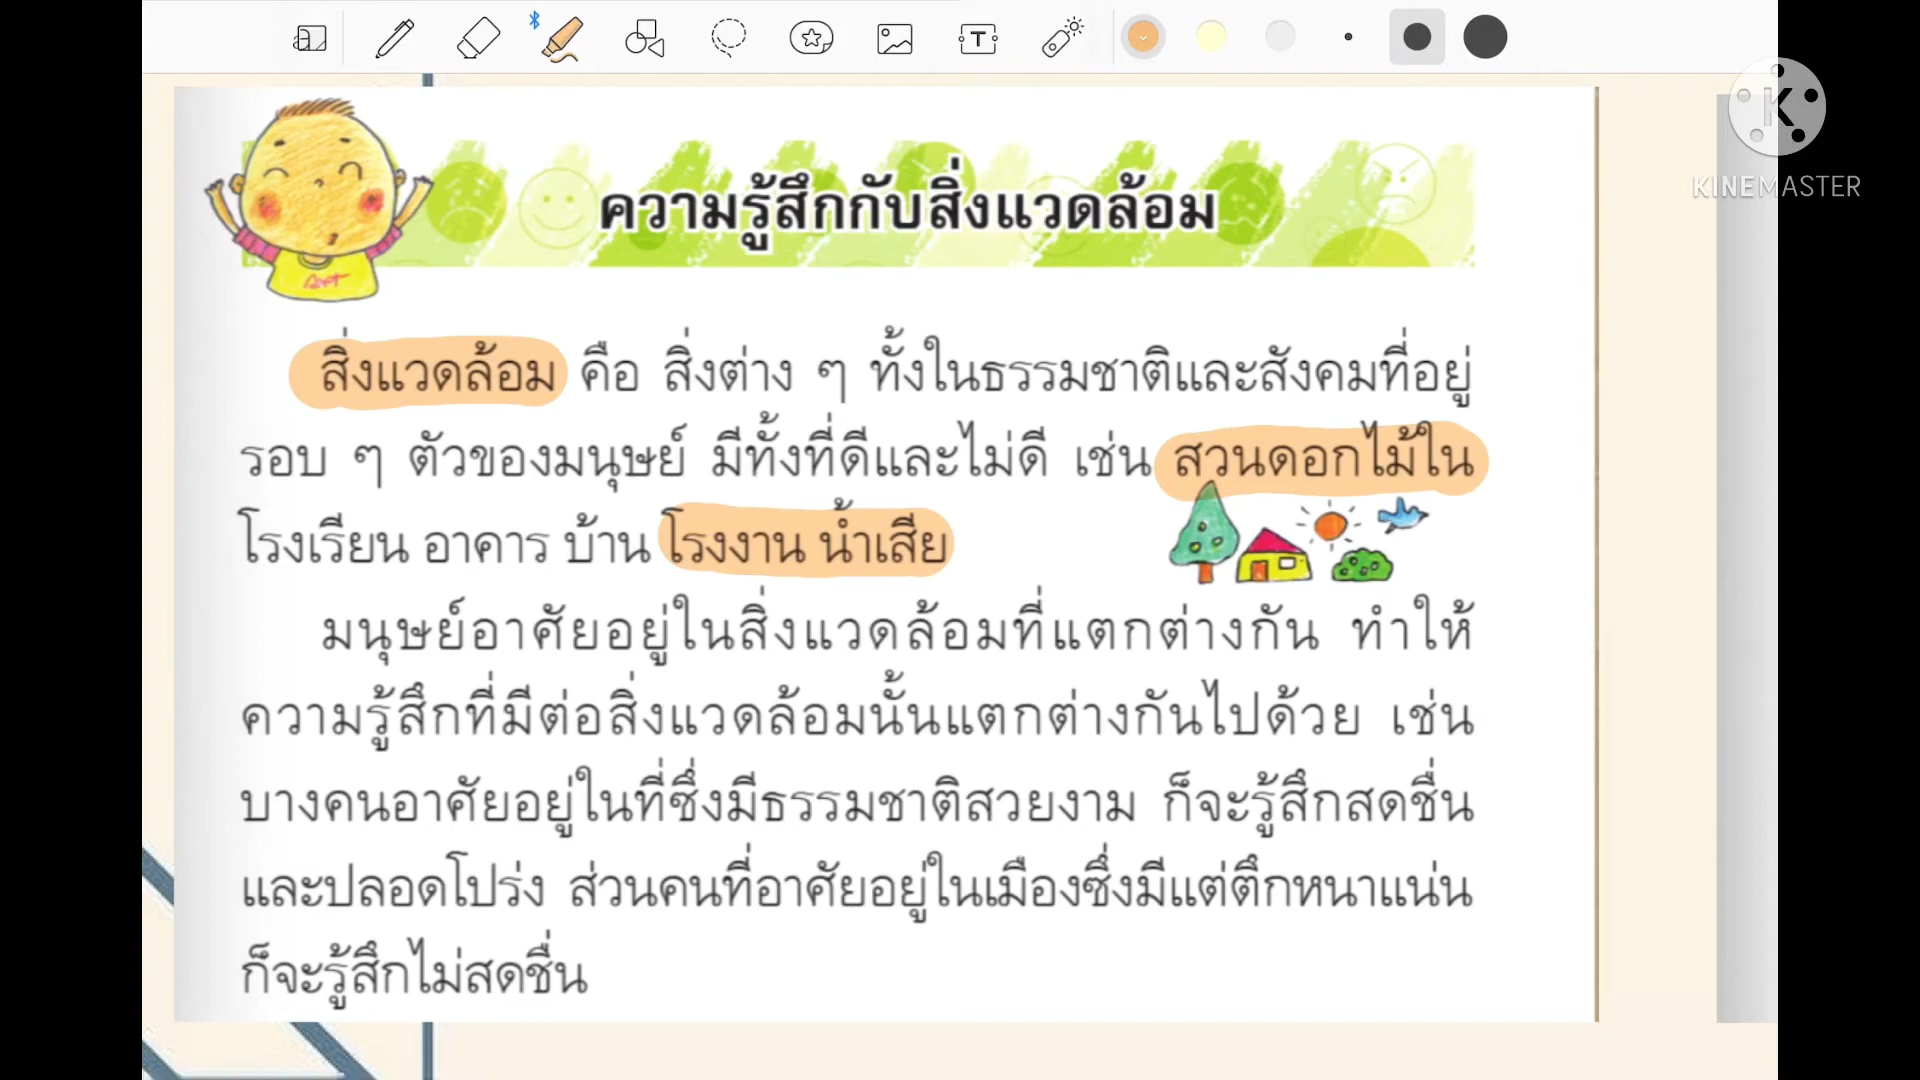 T
KINEMASTER
ความรู้สึกกับสิ่งแวดล้อม
Art
สิ่งแวดล้อม คือ สิ่งต่าง ๆ ทั้งในธรรมชาติและสังคมที่อยู่
รอบ ๆ ตัวของมนุษย์ มีทั้งที่ดีและไม่ดี เช่น สวนดอกไม้ใน
โรงเรียน อาคาร บ้าน โรงงาน น้ำเสีย
มนุษย์อาศัยอยู่ในสิ่งแวดล้อมที่แตกต่างกัน ทำให้
ความรู้สึกที่มีต่อสิ่งแวดล้อมนั้นแตกต่างกันไปด้วย เช่น
บางคนอาศัยอยู่ในที่ซึ่งมีธรรมชาติสวยงาม ก็จะรู้สึกสดชื่น
และปลอดโปร่ง ส่วนคนที่อาศัยอยู่ในเมืองซึ่งมีแต่ตึกหนาแน่น
ก็จะรู้สึกไม่สดชื่น